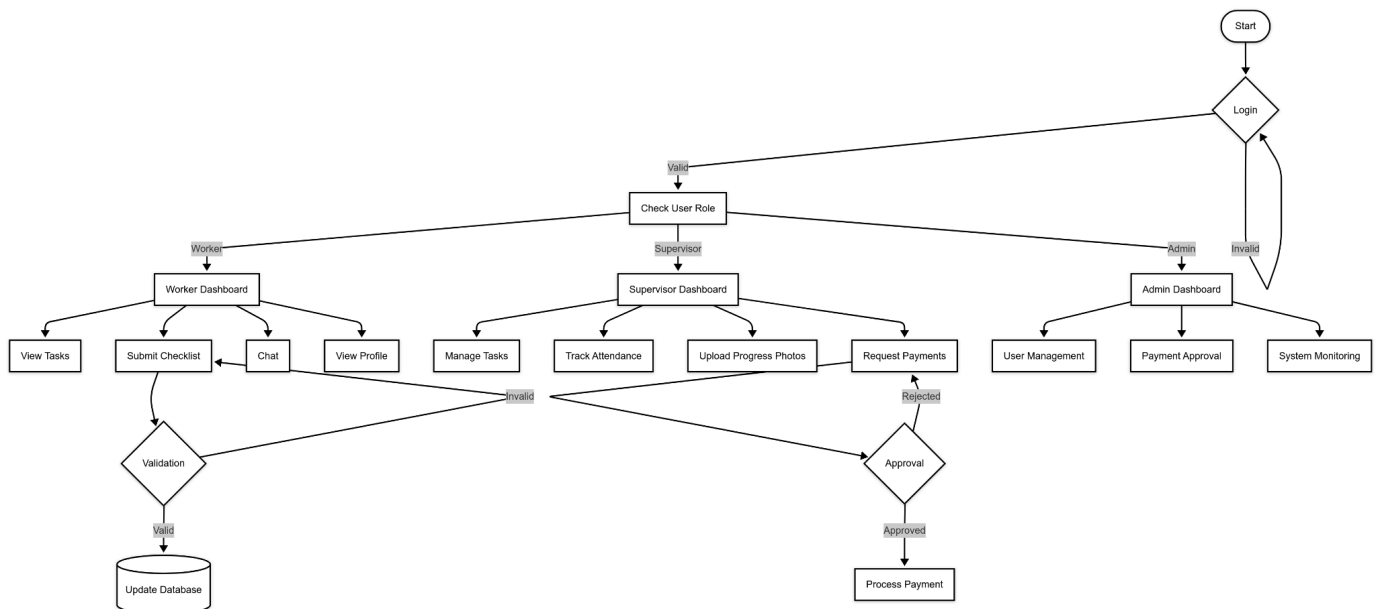 Start
Login
Valid
Check User Role
Worker
Supervisor
Admin
Invalid
Worker Dashboard
Supervisor Dashboard
Admin Dashboard
View Tasks
Submit Checklist
Chat
View Profile
Manage Tasks
Track Attendance
Upload Progress Photos
Request Payments
User Management
Payment Approval
System Monitoring
Invalid
Rejected
Validation
Approval
Valid
Approved
Update Database
Process Payment